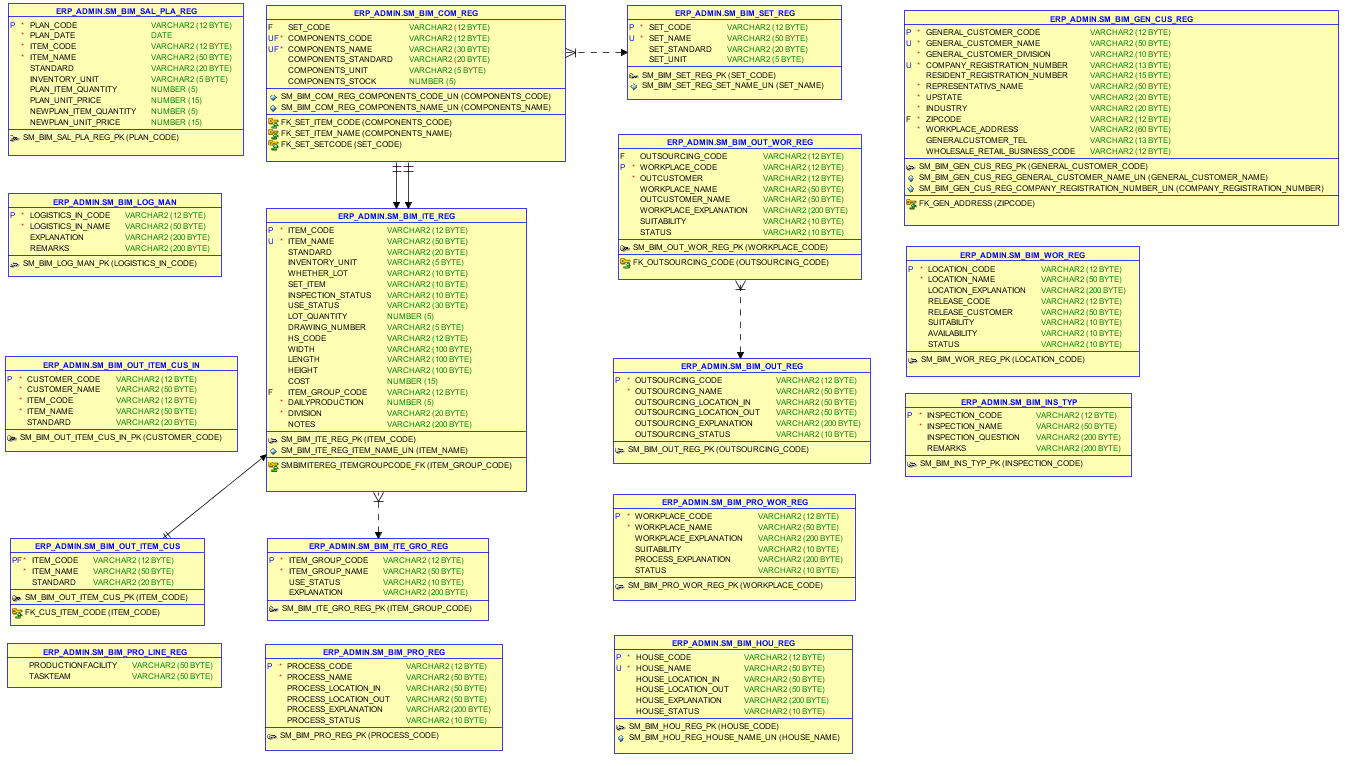 ERP_ADMIN.SM_BIM_SAL_PLA_REG
P * PLAN_CODE VARCHAR2 (12 BYTE)
* PLAN_DATE DATE
* ITEM_CODE VARCHAR2 (12 BYTE)
* ITEM_NAME VARCHAR2 (50 BYTE)
STANDARD VARCHAR2 (20 BYTE)
INVENTORY_UNIT VARCHAR2 (5 BYTE)
PLAN_ITEM_QUANTITY NUMBER (5)
PLAN_UNIT_PRICE NUMBER (15)
NEWPLAN_ITEM_QUANTITY NUMBER (5)
NEWPLAN_UNIT_PRICE NUMBER (15)
SM_BIM_SAL_PLA_REG_PK (PLAN_CODE)
ERP_ADMIN.SM_BIM_COM_REG
F SET_CODE VARCHAR2 (12 BYTE)
UF * COMPONENTS_CODE VARCHAR2 (12 BYTE)
UF * COMPONENTS_NAME VARCHAR2 (30 BYTE)
COMPONENTS_STANDARD VARCHAR2 (20 BYTE)
COMPONENTS_UNIT VARCHAR2 (5 BYTE)
COMPONENTS_STOCK NUMBER (5)
SM_BIM_COM_REG_COMPONENTS_CODE_UN (COMPONENTS_CODE)
SM_BIM_COM_REG_COMPONENTS_NAME_UN (COMPONENTS_NAME)
FK_SET_ITEM_CODE (COMPONENTS_CODE)
FK_SET_ITEM_NAME (COMPONENTS_NAME)
FK_SET_SETCODE (SET_CODE)
ERP_ADMIN.SM_BIM_SET_REG
P * SET_CODE VARCHAR2 (12 BYTE)
U * SET_NAME VARCHAR2 (50 BYTE)
SET_STANDARD VARCHAR2 (20 BYTE)
SET_UNIT VARCHAR2 (5 BYTE)
SM_BIM_SET_REG_PK (SET_CODE)
SM_BIM_SET_REG_SET_NAME_UN (SET_NAME)
ERP_ADMIN.SM_BIM_GEN_CUS_REG
P * GENERAL_CUSTOMER_CODE VARCHAR2 (12 BYTE)
U * GENERAL_CUSTOMER_NAME VARCHAR2 (50 BYTE)
* GENERAL_CUSTOMER_DIVISION VARCHAR2 (10 BYTE)
U * COMPANY_REGISTRATION_NUMBER VARCHAR2 (13 BYTE)
RESIDENT_REGISTRATION_NUMBER VARCHAR2 (15 BYTE)
* REPRESENTATIVS_NAME VARCHAR2 (50 BYTE)
* UPSTATE VARCHAR2 (20 BYTE)
* INDUSTRY VARCHAR2 (20 BYTE)
F * ZIPCODE VARCHAR2 (12 BYTE)
* WORKPLACE_ADDRESS VARCHAR2 (60 BYTE)
GENERALCUSTOMER_TEL VARCHAR2 (13 BYTE)
WHOLESALE_RETAIL_BUSINESS_CODE VARCHAR2 (12 BYTE)
SM_BIM_GEN_CUS_REG_PK (GENERAL_CUSTOMER_CODE)
SM_BIM_GEN_CUS_REG_GENERAL_CUSTOMER_NAME_UN (GENERAL_CUSTOMER_NAME)
SM_BIM_GEN_CUS_REG_COMPANY_REGISTRATION_NUMBER_UN (COMPANY_REGISTRATION_NUMBER)
FK_GEN_ADDRESS (ZIPCODE)
ERP_ADMIN.SM_BIM_OUT_WOR_REG
F OUTSOURCING_CODE VARCHAR2 (12 BYTE)
P * WORKPLACE_CODE VARCHAR2 (12 BYTE)
* OUTCUSTOMER VARCHAR2 (12 BYTE)
WORKPLACE_NAME VARCHAR2 (50 BYTE)
OUTCUSTOMER_NAME VARCHAR2 (50 BYTE)
WORKPLACE_EXPLANATION VARCHAR2 (200 BYTE)
SUITABILITY VARCHAR2 (10 BYTE)
STATUS VARCHAR2 (10 BYTE)
SM_BIM_OUT_WOR_REG_PK (WORKPLACE_CODE)
FK_OUTSOURCING_CODE (OUTSOURCING_CODE)
ERP_ADMIN.SM_BIM_LOG_MAN
P * LOGISTICS_IN_CODE VARCHAR2 (12 BYTE)
* LOGISTICS_IN_NAME VARCHAR2 (50 BYTE)
EXPLANATION VARCHAR2 (200 BYTE)
REMARKS VARCHAR2 (200 BYTE)
SM_BIM_LOG_MAN_PK (LOGISTICS_IN_CODE)
ERP_ADMIN.SM_BIM_ITE_REG
P * ITEM_CODE VARCHAR2 (12 BYTE)
U * ITEM_NAME VARCHAR2 (50 BYTE)
STANDARD VARCHAR2 (20 BYTE)
INVENTORY_UNIT VARCHAR2 (5 BYTE)
WHETHER_LOT VARCHAR2 (10 BYTE)
SET_ITEM VARCHAR2 (10 BYTE)
INSPECTION_STATUS VARCHAR2 (10 BYTE)
USE_STATUS VARCHAR2 (30 BYTE)
LOT_QUANTITY NUMBER (5)
DRAWING_NUMBER VARCHAR2 (5 BYTE)
HS_CODE VARCHAR2 (12 BYTE)
WIDTH VARCHAR2 (100 BYTE)
LENGTH VARCHAR2 (100 BYTE)
HEIGHT VARCHAR2 (100 BYTE)
COST NUMBER (15)
F ITEM_GROUP_CODE VARCHAR2 (12 BYTE)
* DAILYPRODUCTION NUMBER (5)
* DIVISION VARCHAR2 (20 BYTE)
NOTES VARCHAR2 (200 BYTE)
SM_BIM_ITE_REG_PK (ITEM_CODE)
SM_BIM_ITE_REG_ITEM_NAME_UN (ITEM_NAME)
SMBIMITEREG_ITEMGROUPCODE_FK (ITEM_GROUP_CODE)
ERP_ADMIN.SM_BIM_WOR_REG
P * LOCATION_CODE VARCHAR2 (12 BYTE)
* LOCATION_NAME VARCHAR2 (50 BYTE)
LOCATION_EXPLANATION VARCHAR2 (200 BYTE)
RELEASE_CODE VARCHAR2 (12 BYTE)
RELEASE_CUSTOMER VARCHAR2 (50 BYTE)
SUITABILITY VARCHAR2 (10 BYTE)
AVAILABILITY VARCHAR2 (10 BYTE)
STATUS VARCHAR2 (10 BYTE)
SM_BIM_WOR_REG_PK (LOCATION_CODE)
ERP_ADMIN.SM_BIM_OUT_ITEM_CUS_IN
P * CUSTOMER_CODE VARCHAR2 (12 BYTE)
* CUSTOMER_NAME VARCHAR2 (50 BYTE)
* ITEM_CODE VARCHAR2 (12 BYTE)
* ITEM_NAME VARCHAR2 (50 BYTE)
STANDARD VARCHAR2 (20 BYTE)
SM_BIM_OUT_ITEM_CUS_IN_PK (CUSTOMER_CODE)
ERP_ADMIN.SM_BIM_OUT_REG
P * OUTSOURCING_CODE VARCHAR2 (12 BYTE)
* OUTSOURCING_NAME VARCHAR2 (50 BYTE)
OUTSOURCING_LOCATION_IN VARCHAR2 (50 BYTE)
OUTSOURCING_LOCATION_OUT VARCHAR2 (50 BYTE)
OUTSOURCING_EXPLANATION VARCHAR2 (200 BYTE)
OUTSOURCING_STATUS VARCHAR2 (10 BYTE)
SM_BIM_OUT_REG_PK (OUTSOURCING_CODE)
ERP_ADMIN.SM_BIM_INS_TYP
P * INSPECTION_CODE VARCHAR2 (12 BYTE)
* INSPECTION_NAME VARCHAR2 (50 BYTE)
INSPECTION_QUESTION VARCHAR2 (200 BYTE)
REMARKS VARCHAR2 (200 BYTE)
SM_BIM_INS_TYP_PK (INSPECTION_CODE)
ERP_ADMIN.SM_BIM_OUT_ITEM_CUS
PF * ITEM_CODE VARCHAR2 (12 BYTE)
* ITEM_NAME VARCHAR2 (50 BYTE)
STANDARD VARCHAR2 (20 BYTE)
SM_BIM_OUT_ITEM_CUS_PK (ITEM_CODE)
FK_CUS_ITEM_CODE (ITEM_CODE)
ERP_ADMIN.SM_BIM_ITE_GRO_REG
P * ITEM_GROUP_CODE VARCHAR2 (12 BYTE)
* ITEM_GROUP_NAME VARCHAR2 (50 BYTE)
USE_STATUS VARCHAR2 (10 BYTE)
EXPLANATION VARCHAR2 (200 BYTE)
SM_BIM_ITE_GRO_REG_PK (ITEM_GROUP_CODE)
ERP_ADMIN.SM_BIM_PRO_WOR_REG
P * WORKPLACE_CODE VARCHAR2 (12 BYTE)
* WORKPLACE_NAME VARCHAR2 (50 BYTE)
WORKPLACE_EXPLANATION VARCHAR2 (200 BYTE)
SUITABILITY VARCHAR2 (10 BYTE)
PROCESS_EXPLANATION VARCHAR2 (200 BYTE)
STATUS VARCHAR2 (10 BYTE)
SM_BIM_PRO_WOR_REG_PK (WORKPLACE_CODE)
ERP_ADMIN.SM_BIM_PRO_LINE_REG
PRODUCTIONFACILITY VARCHAR2 (50 BYTE)
TASKTEAM VARCHAR2 (50 BYTE)
ERP_ADMIN.SM_BIM_PRO_REG
P * PROCESS_CODE VARCHAR2 (12 BYTE)
* PROCESS_NAME VARCHAR2 (50 BYTE)
PROCESS_LOCATION_IN VARCHAR2 (50 BYTE)
PROCESS_LOCATION_OUT VARCHAR2 (50 BYTE)
PROCESS_EXPLANATION VARCHAR2 (200 BYTE)
PROCESS_STATUS VARCHAR2 (10 BYTE)
SM_BIM_PRO_REG_PK (PROCESS_CODE)
ERP_ADMIN.SM_BIM_HOU_REG
P * HOUSE_CODE VARCHAR2 (12 BYTE)
U * HOUSE_NAME VARCHAR2 (50 BYTE)
HOUSE_LOCATION_IN VARCHAR2 (50 BYTE)
HOUSE_LOCATION_OUT VARCHAR2 (50 BYTE)
HOUSE_EXPLANATION VARCHAR2 (200 BYTE)
HOUSE_STATUS VARCHAR2 (10 BYTE)
SM_BIM_HOU_REG_PK (HOUSE_CODE)
SM_BIM_HOU_REG_HOUSE_NAME_UN (HOUSE_NAME)